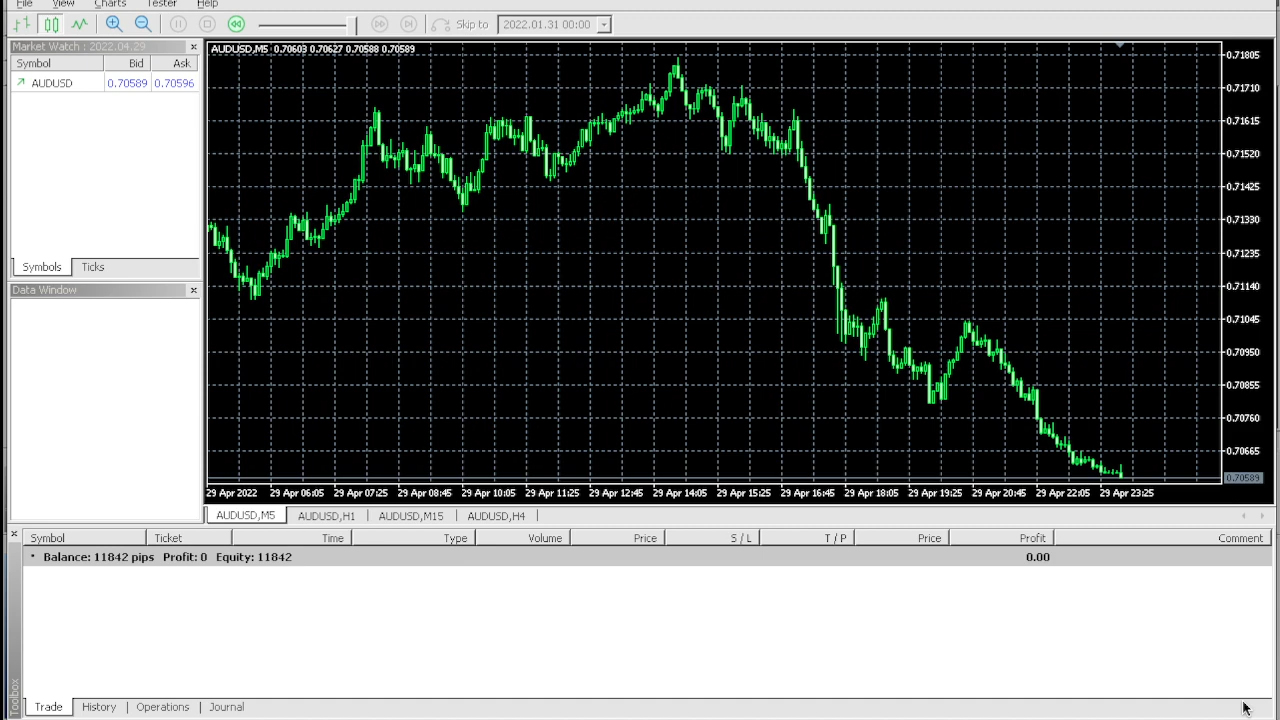 File View Charts Tester Help
Skip to 2022.01.31 00:00
Market Watch : 2022.04.29
Symbol Bid Ask
AUDUSD 0.70589 0.70596
Symbols Ticks
Data Window
AUDUSD,M5 0.70603 0.70627 0.70588 0.70589
0.71805
0.71710
0.71615
0.71520
0.71425
0.71330
0.71235
0.71140
0.71045
0.70950
0.70855
0.70760
0.70665
0.70589
29 Apr 2022 29 Apr 06:05 29 Apr 07:25 29 Apr 08:45 29 Apr 10:05 29 Apr 11:25 29 Apr 12:45 29 Apr 14:05 29 Apr 15:25 29 Apr 16:45 29 Apr 18:05 29 Apr 19:25 29 Apr 20:45 29 Apr 22:05 29 Apr 23:25
AUDUSD,M5 AUDUSD,H1 AUDUSD,M15 AUDUSD,H4
Symbol Ticket Time Type Volume Price S / L T / P Price Profit Comment
Balance: 11842 pips Profit: 0 Equity: 11842 0.00
Toolbox
Trade History Operations Journal